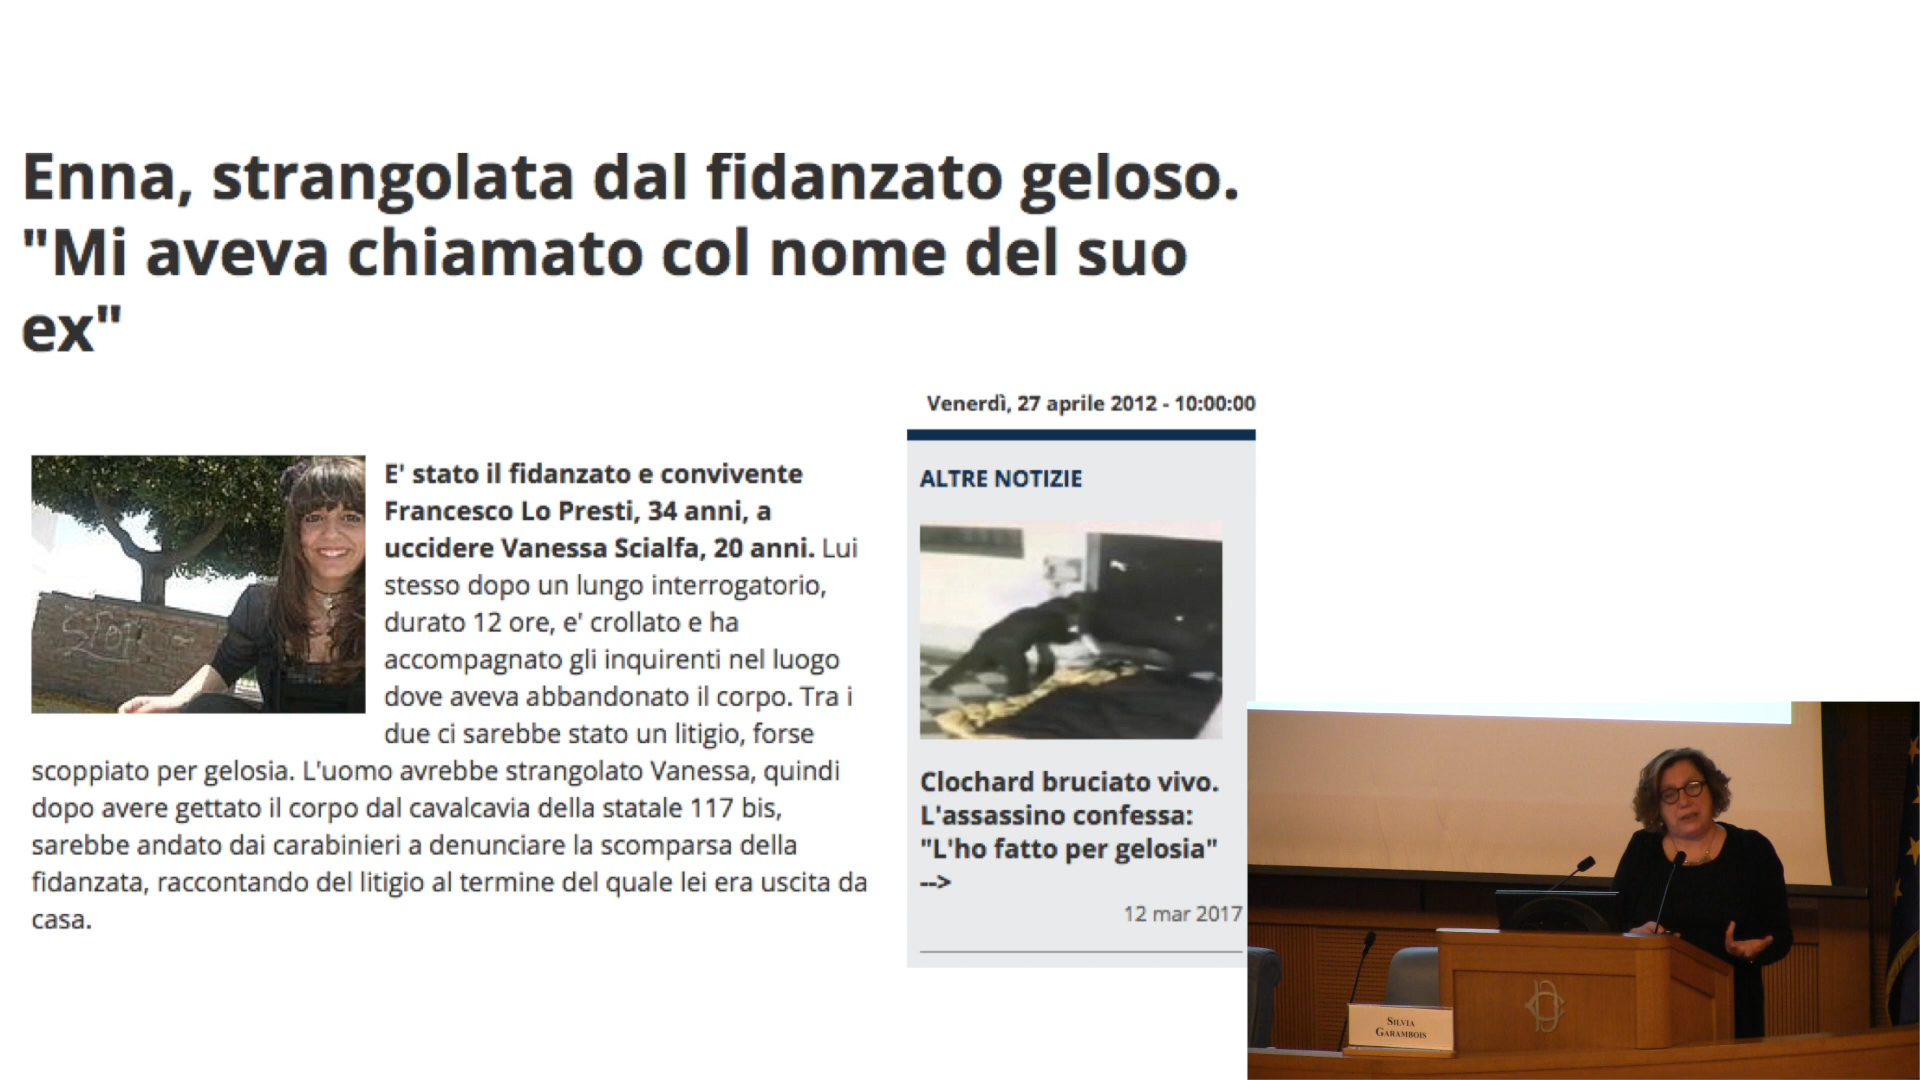 Enna, strangolata dal fidanzato geloso.
"Mi aveva chiamato col nome del suo
ex"
Venerdì, 27 aprile 2012 - 10:00:00
E' stato il fidanzato e convivente
Francesco Lo Presti, 34 anni, a
uccidere Vanessa Scialfa, 20 anni. Lui
stesso dopo un lungo interrogatorio,
durato 12 ore, e' crollato e ha
accompagnato gli inquirenti nel luogo
dove aveva abbandonato il corpo. Tra i
due ci sarebbe stato un litigio, forse
scoppiato per gelosia. L'uomo avrebbe strangolato Vanessa, quindi
dopo avere gettato il corpo dal cavalcavia della statale 117 bis,
sarebbe andato dai carabinieri a denunciare la scomparsa della
fidanzata, raccontando del litigio al termine del quale lei era uscita da
casa.
ALTRE NOTIZIE
Clochard bruciato vivo.
L'assassino confessa:
"L'ho fatto per gelosia"
-->
12 mar 2017
SILVIA
GARAMBOIS